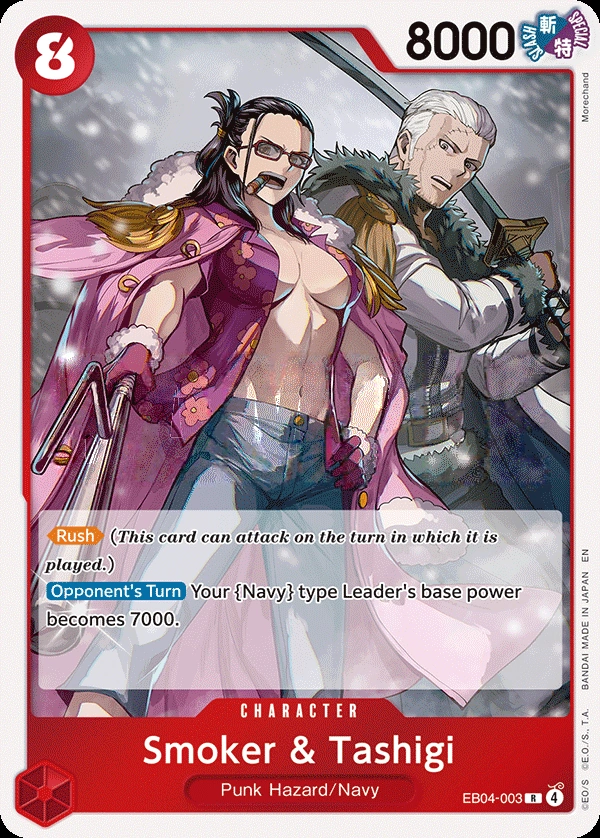 8
8000
SLASH 斬 特 SPECIAL
Morechand
Rush (This card can attack on the turn in which it is
played.)
Opponent's Turn Your {Navy} type Leader's base power
becomes 7000.
CHARACTER
Smoker & Tashigi
Punk Hazard/Navy
EB04-003 R 4
©E.O/S ©E.O./S., T.A. BANDAI MADE IN JAPAN EN